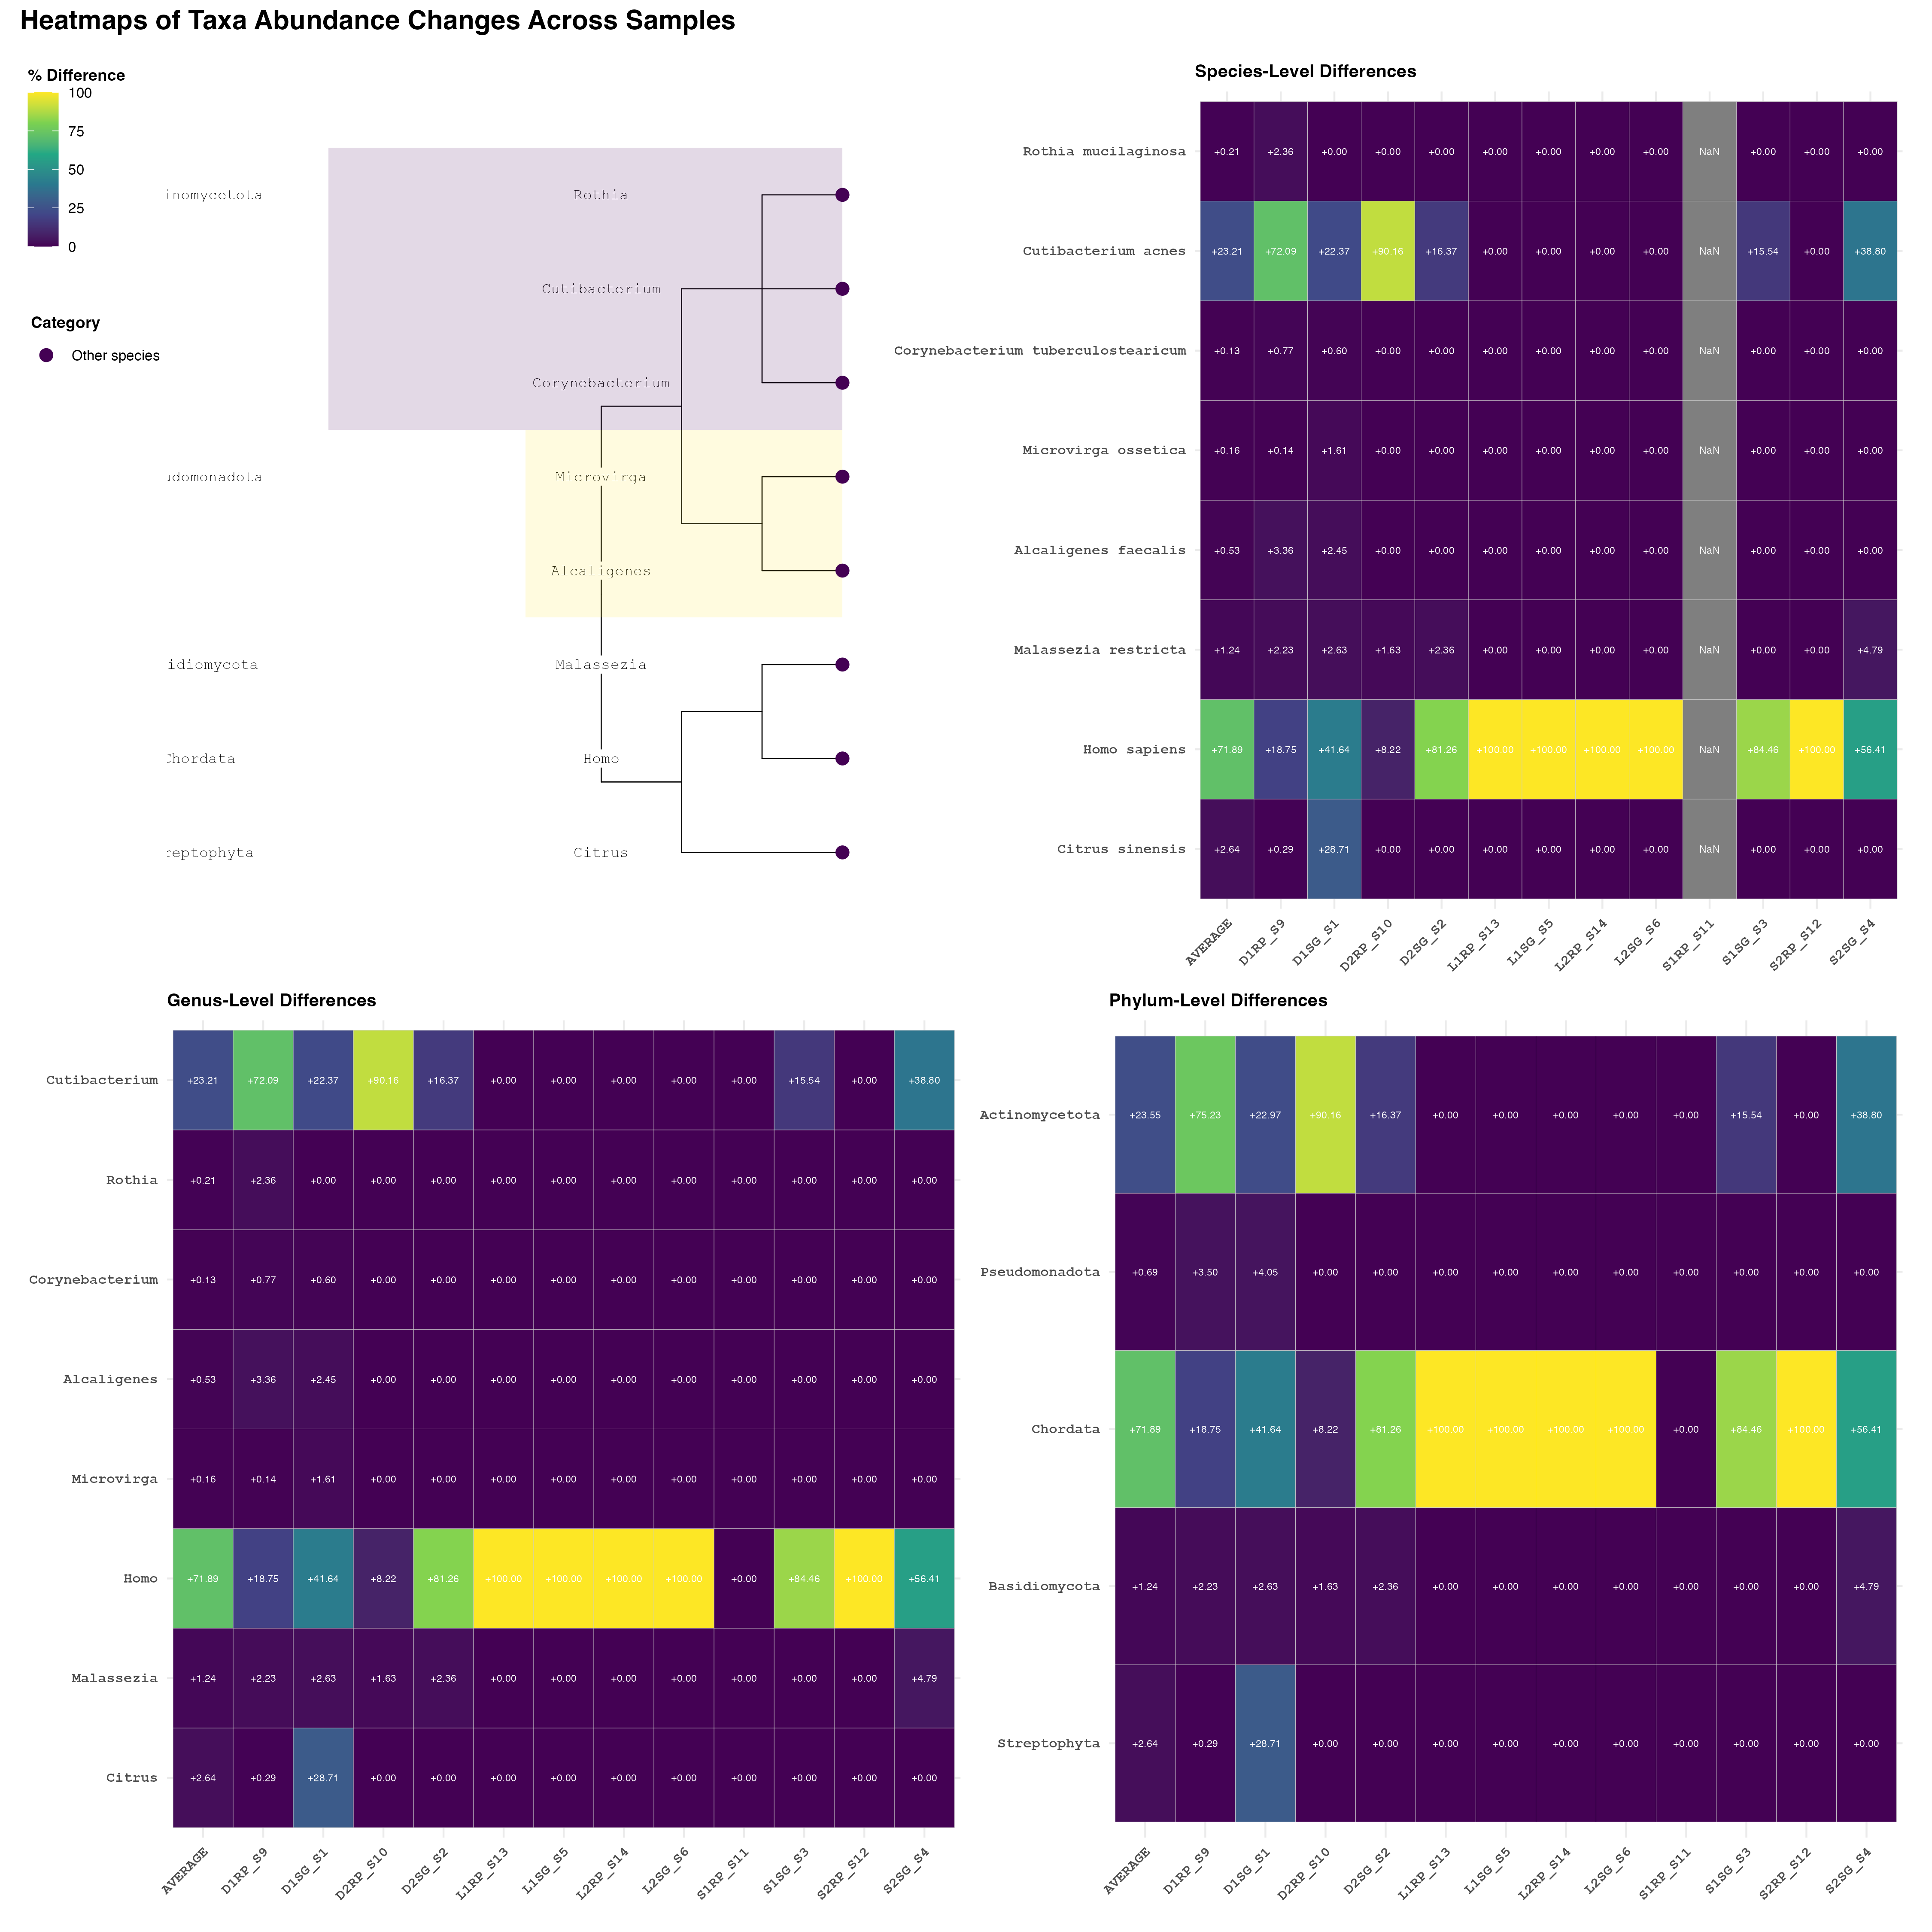 Heatmaps of Taxa Abundance Changes Across Samples
% Difference
100
75
50
25
0
Category
Other species
inomycetota Rothia
Cutibacterium
Corynebacterium
udomonadota Microvirga
Alcaligenes
idiomycota Malassezia
Chordata Homo
reptophyta Citrus
Species-Level Differences
Rothia mucilaginosa +0.21 +2.36 +0.00 +0.00 +0.00 +0.00 +0.00 +0.00 +0.00 NaN +0.00 +0.00 +0.00
Cutibacterium acnes +23.21 +72.09 +22.37 +90.16 +16.37 +0.00 +0.00 +0.00 +0.00 NaN +15.54 +0.00 +38.80
Corynebacterium tuberculostearicum +0.13 +0.77 +0.60 +0.00 +0.00 +0.00 +0.00 +0.00 +0.00 NaN +0.00 +0.00 +0.00
Microvirga ossetica +0.16 +0.14 +1.61 +0.00 +0.00 +0.00 +0.00 +0.00 +0.00 NaN +0.00 +0.00 +0.00
Alcaligenes faecalis +0.53 +3.36 +2.45 +0.00 +0.00 +0.00 +0.00 +0.00 +0.00 NaN +0.00 +0.00 +0.00
Malassezia restricta +1.24 +2.23 +2.63 +1.63 +2.36 +0.00 +0.00 +0.00 +0.00 NaN +0.00 +0.00 +4.79
Homo sapiens +71.89 +18.75 +41.64 +8.22 +81.26 +100.00 +100.00 +100.00 +100.00 NaN +84.46 +100.00 +56.41
Citrus sinensis +2.64 +0.29 +28.71 +0.00 +0.00 +0.00 +0.00 +0.00 +0.00 NaN +0.00 +0.00 +0.00
AVERAGE D1RP_S9 D1SG_S1 D2RP_S10 D2SG_S2 L1RP_S13 L1SG_S5 L2RP_S14 L2SG_S6 S1RP_S11 S1SG_S3 S2RP_S12 S2SG_S4
Genus-Level Differences
Cutibacterium +23.21 +72.09 +22.37 +90.16 +16.37 +0.00 +0.00 +0.00 +0.00 +0.00 +15.54 +0.00 +38.80
Rothia +0.21 +2.36 +0.00 +0.00 +0.00 +0.00 +0.00 +0.00 +0.00 +0.00 +0.00 +0.00 +0.00
Corynebacterium +0.13 +0.77 +0.60 +0.00 +0.00 +0.00 +0.00 +0.00 +0.00 +0.00 +0.00 +0.00 +0.00
Alcaligenes +0.53 +3.36 +2.45 +0.00 +0.00 +0.00 +0.00 +0.00 +0.00 +0.00 +0.00 +0.00 +0.00
Microvirga +0.16 +0.14 +1.61 +0.00 +0.00 +0.00 +0.00 +0.00 +0.00 +0.00 +0.00 +0.00 +0.00
Homo +71.89 +18.75 +41.64 +8.22 +81.26 +100.00 +100.00 +100.00 +100.00 +0.00 +84.46 +100.00 +56.41
Malassezia +1.24 +2.23 +2.63 +1.63 +2.36 +0.00 +0.00 +0.00 +0.00 +0.00 +0.00 +0.00 +4.79
Citrus +2.64 +0.29 +28.71 +0.00 +0.00 +0.00 +0.00 +0.00 +0.00 +0.00 +0.00 +0.00 +0.00
AVERAGE D1RP_S9 D1SG_S1 D2RP_S10 D2SG_S2 L1RP_S13 L1SG_S5 L2RP_S14 L2SG_S6 S1RP_S11 S1SG_S3 S2RP_S12 S2SG_S4
Phylum-Level Differences
Actinomycetota +23.55 +75.23 +22.97 +90.16 +16.37 +0.00 +0.00 +0.00 +0.00 +0.00 +15.54 +0.00 +38.80
Pseudomonadota +0.69 +3.50 +4.05 +0.00 +0.00 +0.00 +0.00 +0.00 +0.00 +0.00 +0.00 +0.00 +0.00
Chordata +71.89 +18.75 +41.64 +8.22 +81.26 +100.00 +100.00 +100.00 +100.00 +0.00 +84.46 +100.00 +56.41
Basidiomycota +1.24 +2.23 +2.63 +1.63 +2.36 +0.00 +0.00 +0.00 +0.00 +0.00 +0.00 +0.00 +4.79
Streptophyta +2.64 +0.29 +28.71 +0.00 +0.00 +0.00 +0.00 +0.00 +0.00 +0.00 +0.00 +0.00 +0.00
AVERAGE D1RP_S9 D1SG_S1 D2RP_S10 D2SG_S2 L1RP_S13 L1SG_S5 L2RP_S14 L2SG_S6 S1RP_S11 S1SG_S3 S2RP_S12 S2SG_S4